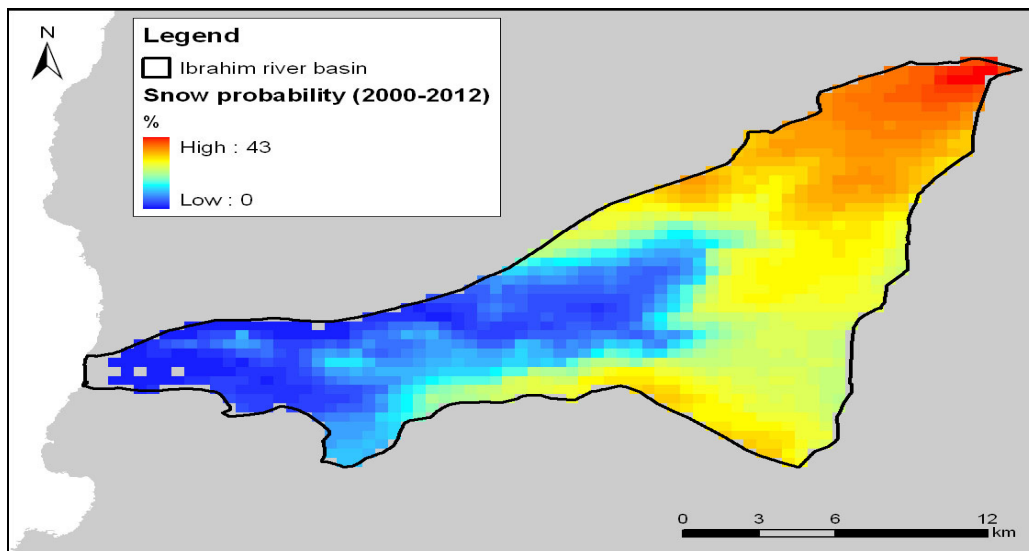 N
Legend
Ibrahim river basin
Snow probability (2000-2012)
%
High : 43
Low : 0
0 3 6 12
km